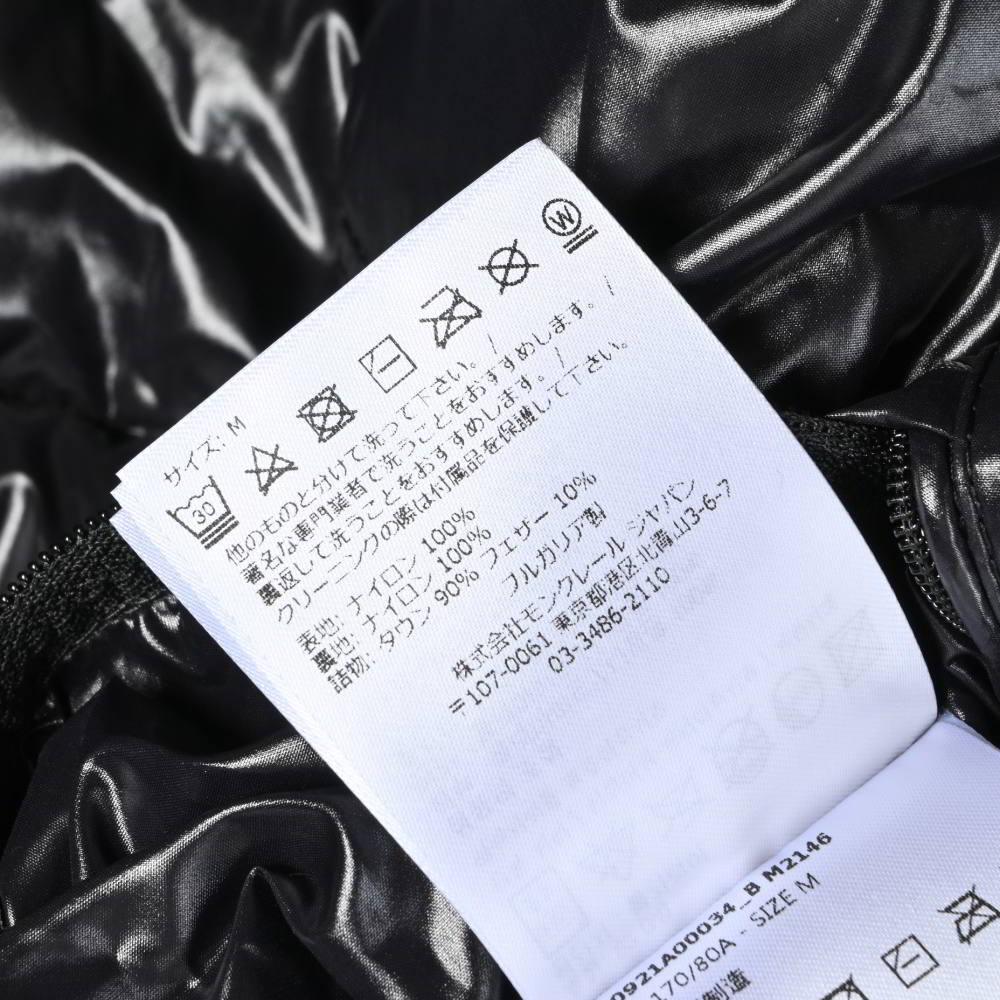 サイズ: M
30
W
他のものと分けて洗って下さい。 /
著名な専門業者で洗うことをおすすめします。 /
裏返して洗うことをおすすめします。 /
クリーニングの際は付属品を保護して下さい。
表地: ナイロン 100%
裏地: ナイロン 100%
詰物: ダウン 90% フェザー 10%
ブルガリア製
株式会社モンクレール ジャパン
〒107-0061 東京都港区北青山3-6-7
03-3486-2110
0921A00034_B M2146
170/80A - SIZE M
制造